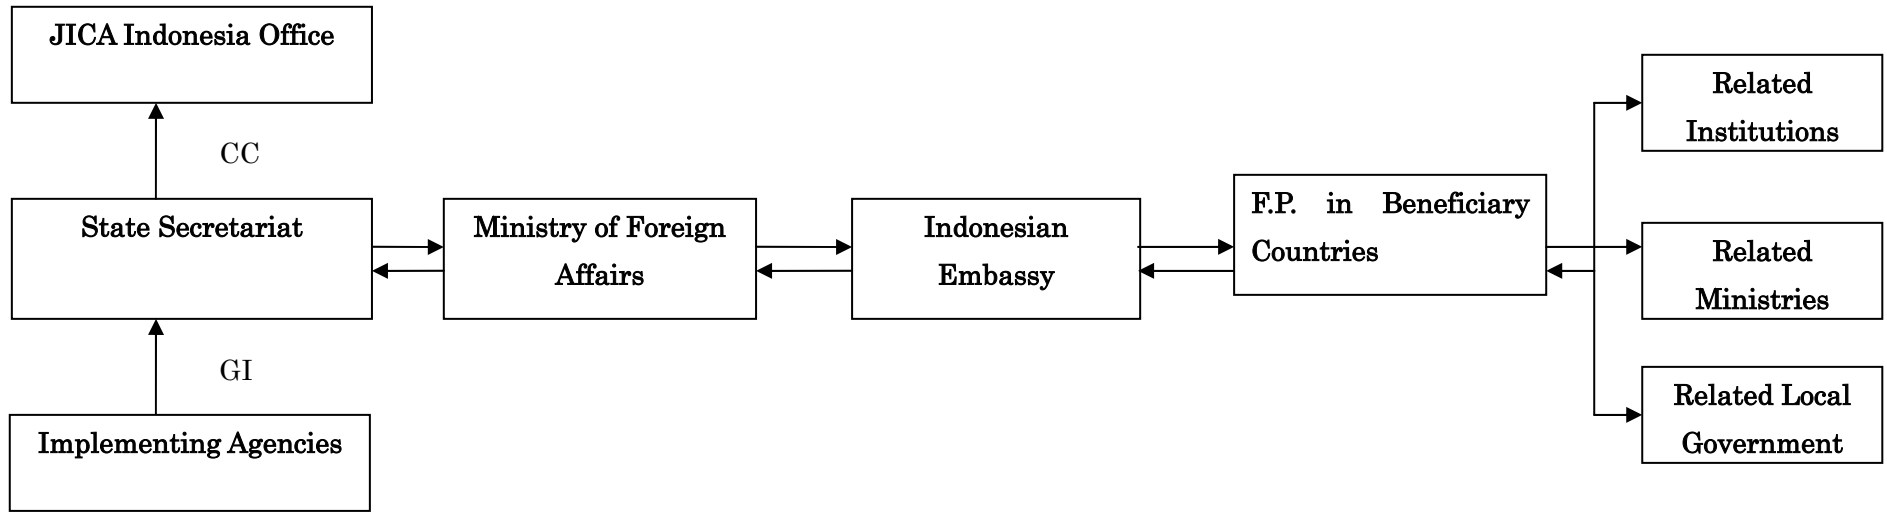 JICA Indonesia Office
CC
State Secretariat
GI
Implementing Agencies
Ministry of Foreign
Affairs
Indonesian
Embassy
F.P. in Beneficiary
Countries
Related
Institutions
Related
Ministries
Related Local
Government